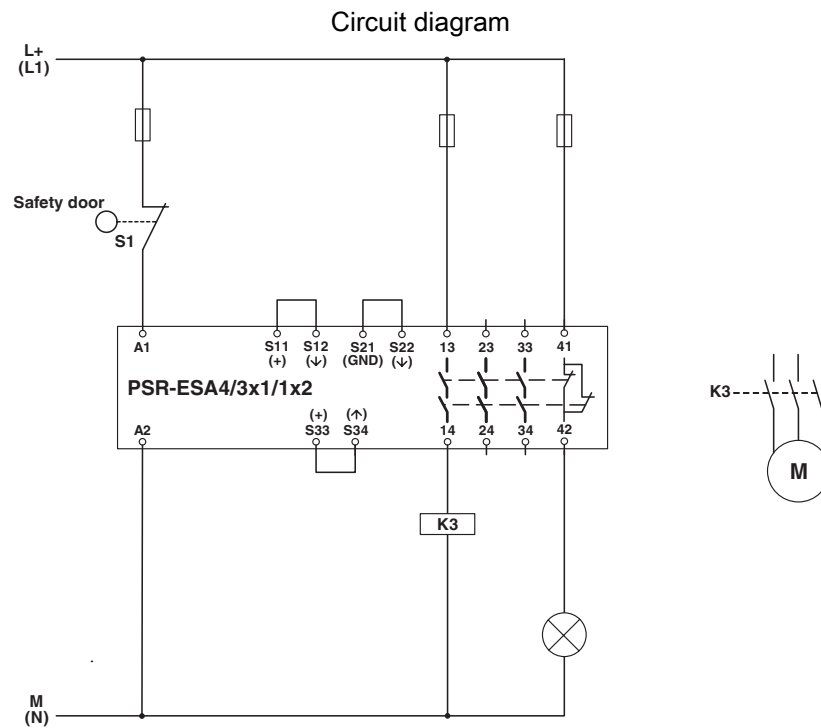 Circuit diagram
L+
(L1)
Safety door
S1
A1
S11
(+)
S12
(↓)
S21
(GND)
S22
(↓)
13
23
33
41
PSR-ESA4/3x1/1x2
A2
(+)
S33
(↑)
S34
14
24
34
42
K3
K3
M
M
(N)